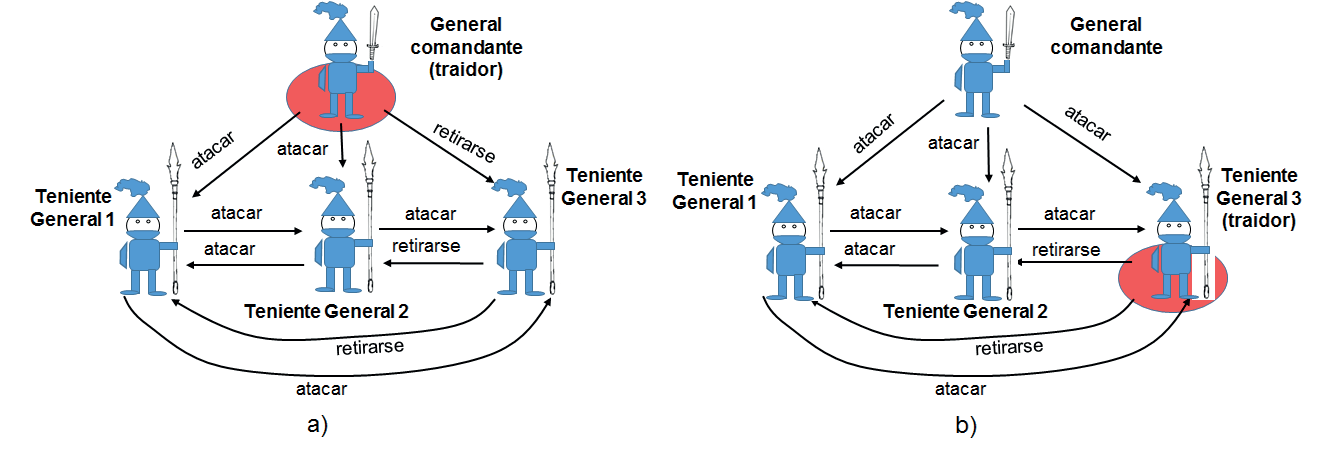 General
comandante
(traidor)
atacar
atacar
retirarse
Teniente
General 1
Teniente
General 3
atacar
atacar
atacar
retirarse
Teniente General 2
retirarse
atacar
a)
General
comandante
atacar
atacar
atacar
Teniente
General 1
Teniente
General 3
(traidor)
atacar
atacar
atacar
retirarse
Teniente General 2
retirarse
atacar
b)